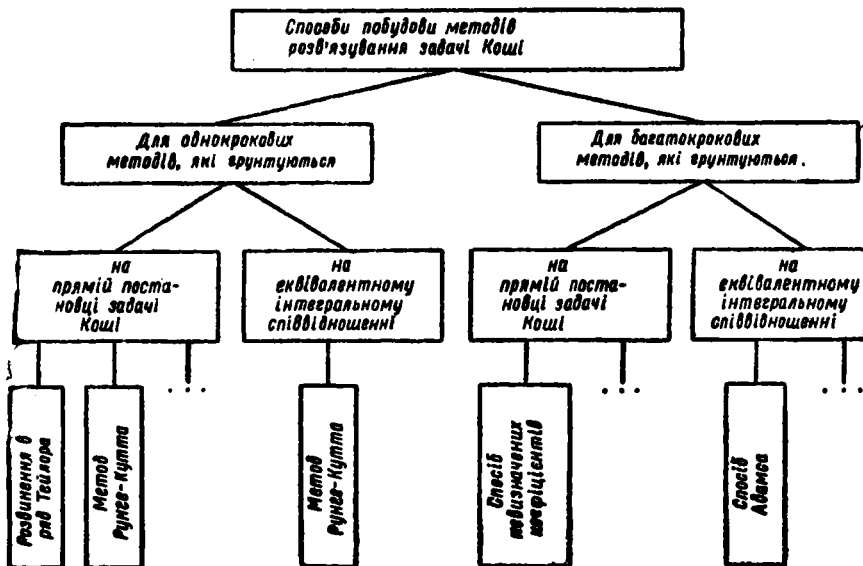 Способи побудови методів
розв'язування задачі Коші
Для однокрокових
методів, які грунтуються
Для багатокрокових
методів, які грунтуються.
на
прямій поста-
новці задачі
Коші
на
еквівалентному
інтегральному
співвідношенні
на
прямій поста-
новці задачі
Коші
на
еквівалентному
інтегральному
співвідношенні
...
...
...
Розвинення в
ряд Тейлора
Метод
Рунге-Кутта
Метод
Рунге-Кутта
Спосіб
невизначених
коефіцієнтів
Спосіб
Адамса